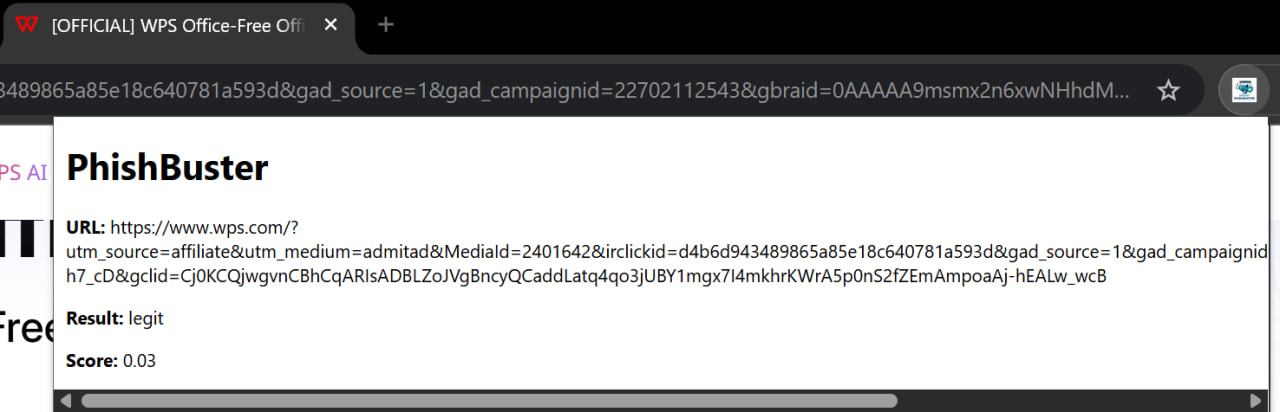 [OFFICIAL] WPS Office-Free Offi
3489865a85e18c640781a593d&gad_source=1&gad_campaignid=22702112543&gbraid=0AAAAA9msmx2n6xwNHhdM...
PhishBuster
PS AI
URL: https://www.wps.com/?
utm_source=affiliate&utm_medium=admitad&MediaId=2401642&irclickid=d4b6d943489865a85e18c640781a593d&gad_source=1&gad_campaignid
h7_cD&gclid=Cj0KCQjwgvnCBhCqARIsADBLZoJVgBncyQCaddLatq4qo3jUBY1mgx7I4mkhrKWrA5p0nS2fZEmAmpoaAj-hEALw_wcB
Free
Result: legit
Score: 0.03